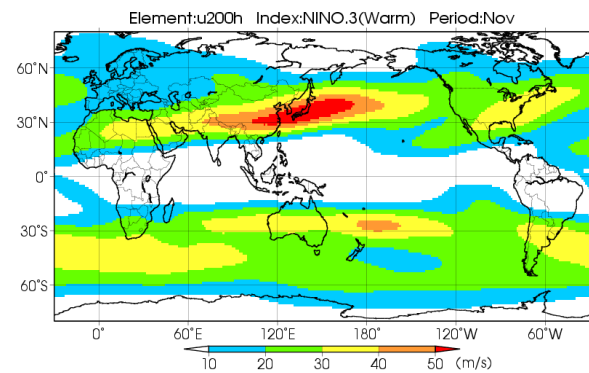 Element:u200h Index:NINO.3(Warm) Period:Nov
60°N
30°N
0°
30°S
60°S
0° 60°E 120°E 180° 120°W 60°W
10 20 30 40 50 (m/s)